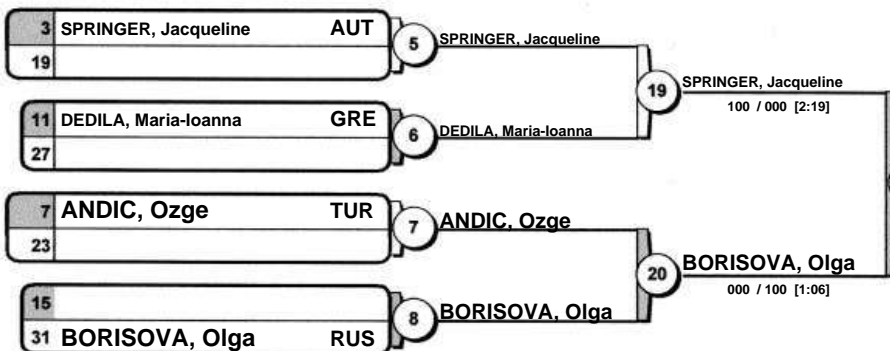 3 SPRINGER, Jacqueline AUT
19
5
SPRINGER, Jacqueline
11 DEDILA, Maria-Ioanna GRE
27
6
DEDILA, Maria-Ioanna
19
SPRINGER, Jacqueline
100 / 000 [2:19]
7 ANDIC, Ozge TUR
23
7
ANDIC, Ozge
15
31 BORISOVA, Olga RUS
8
BORISOVA, Olga
20
BORISOVA, Olga
000 / 100 [1:06]